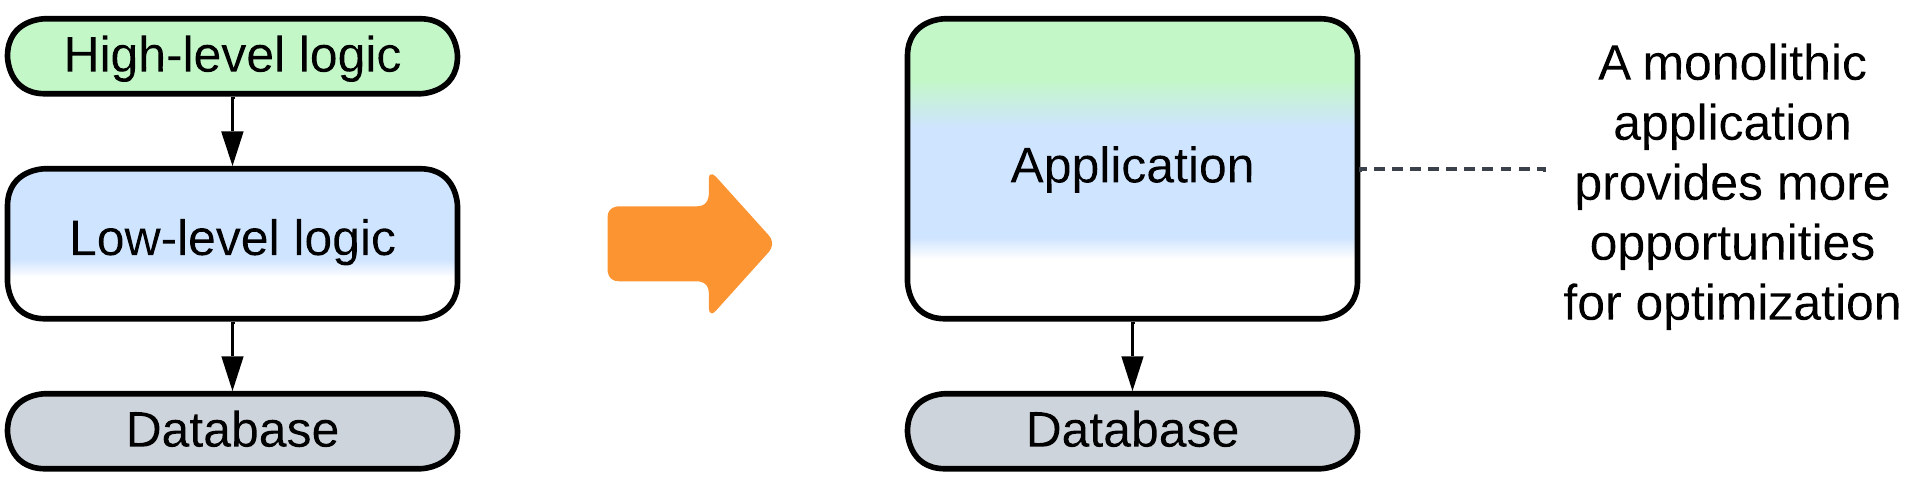 High-level logic
Low-level logic
Database
Application
Database
A monolithic
application
provides more
opportunities
for optimization